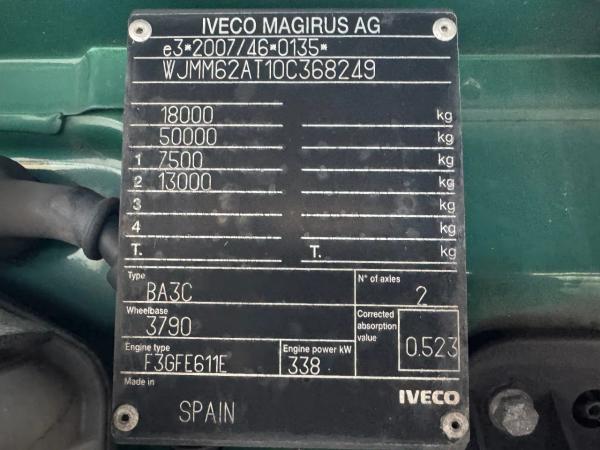 IVECO MAGIRUS AG
e3*2007/46*0135*
WJMM62AT10C368249
18000 kg
50000 kg
1 7500 kg
2 13000 kg
3 kg
4 kg
T. T. kg
Type BA3C N° of axles 2
Wheelbase 3790 Corrected absorption value 0.523
Engine type F3GFE611E Engine power kW 338
Made in SPAIN
IVECO